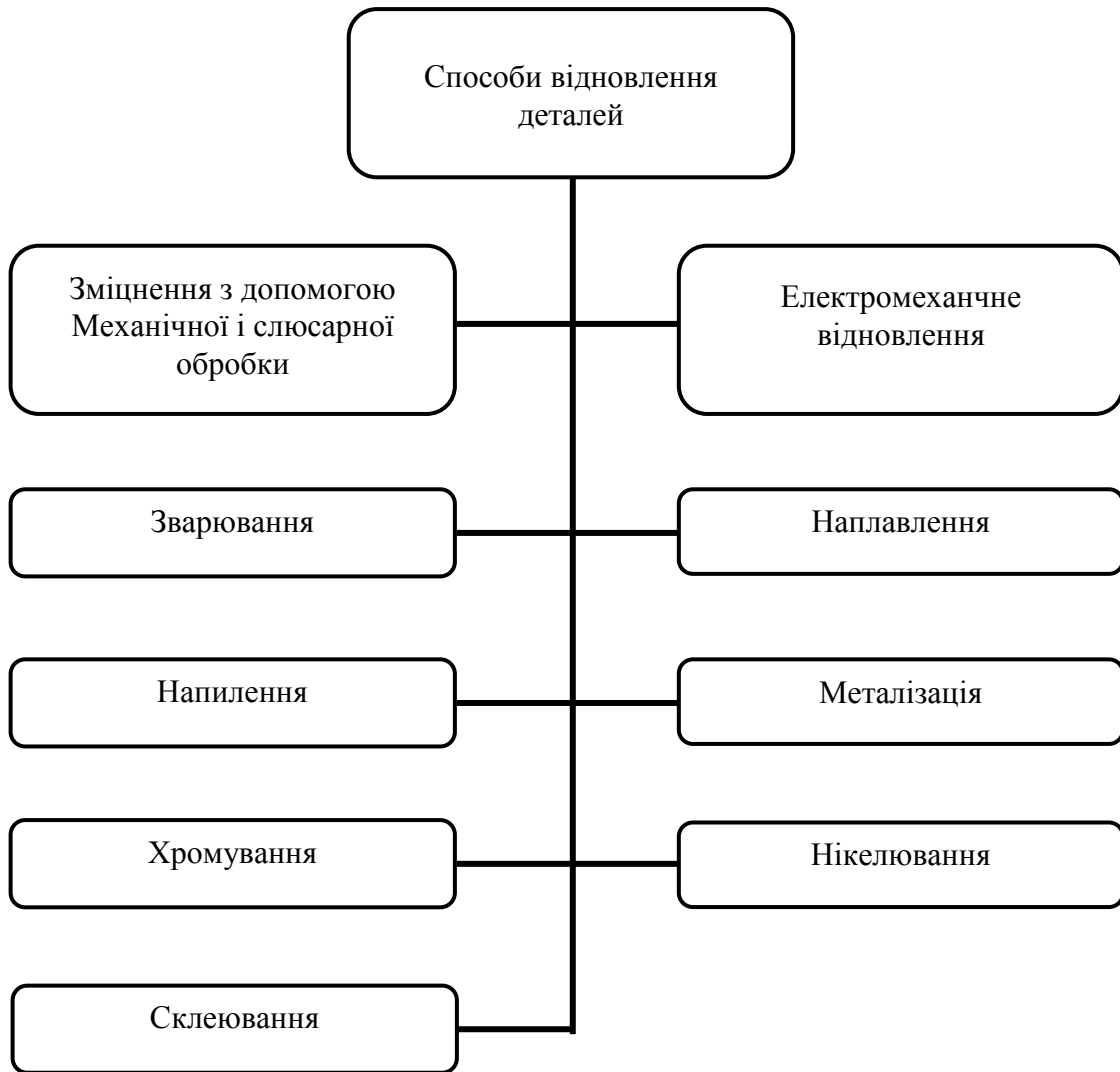 Способи відновлення
деталей
Зміцнення з допомогою
Механічної і слюсарної
обробки
Електромеханчне
відновлення
Зварювання
Наплавлення
Напилення
Металізація
Хромування
Нікелювання
Склеювання